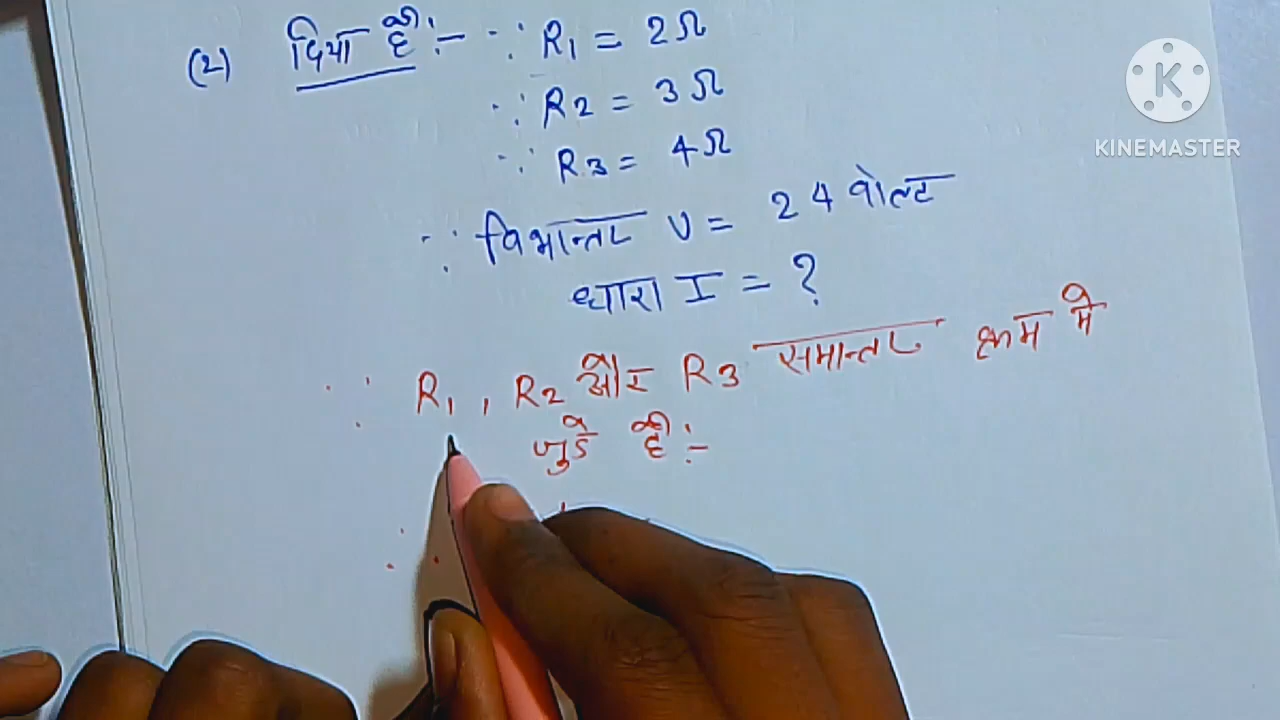 (2) दिया है:- ∵ R1 = 2Ω
∵ R2 = 3Ω
∵ R3 = 4Ω
∵ विभान्तर V = 24 वोल्ट
धारा I = ?
∵ R1, R2 और R3 समान्तर क्रम मे
जुडे है:-
K
KINEMASTER